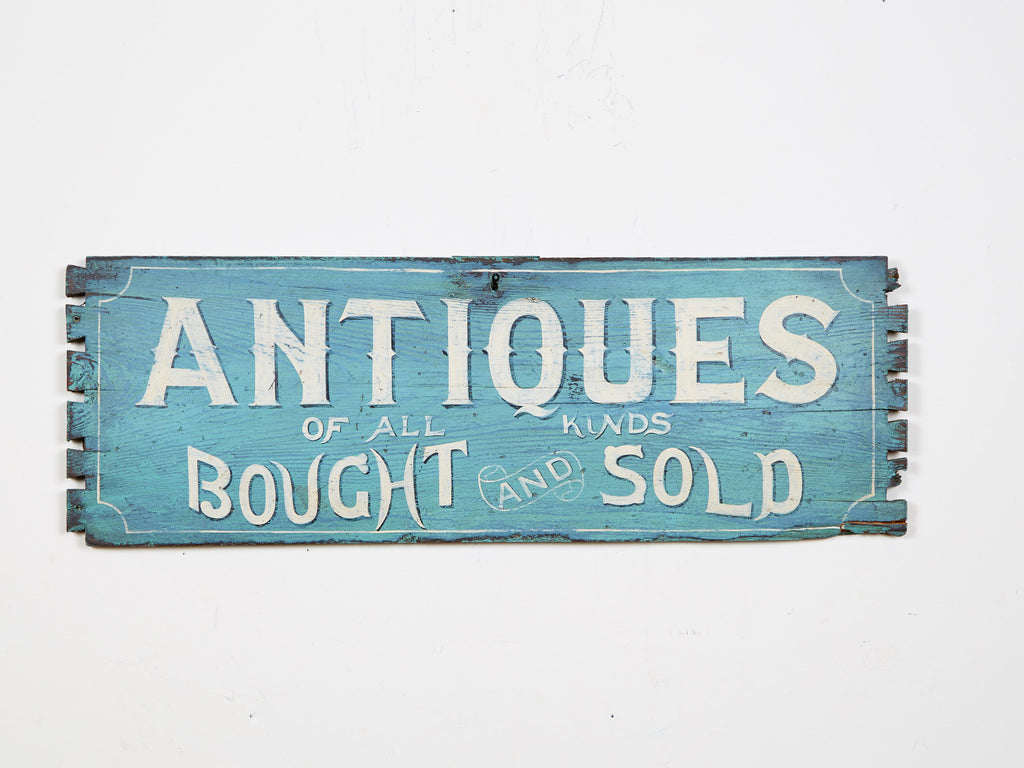 ANTIQUES
OF ALL KINDS
BOUGHT AND SOLD